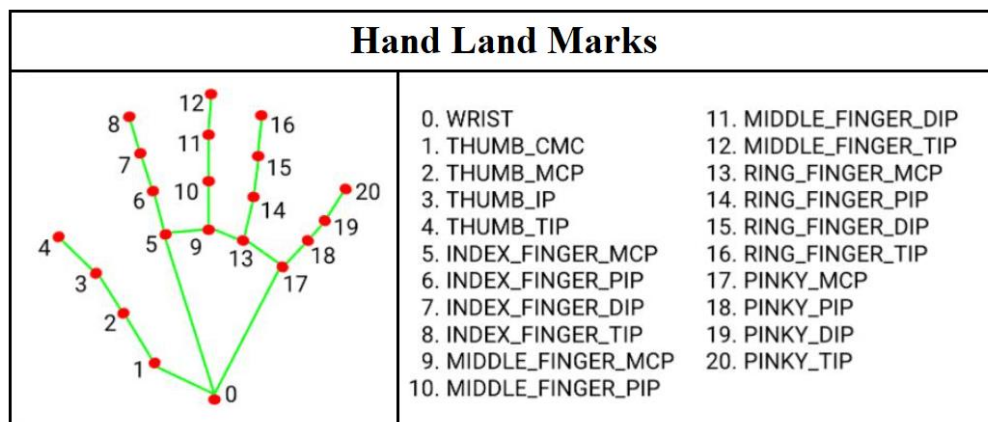 Hand Land Marks
12
8
16
11
7
15
10
20
6
14
19
4
5
9
13
18
3
17
2
1
0
0. WRIST
1. THUMB_CMC
2. THUMB_MCP
3. THUMB_IP
4. THUMB_TIP
5. INDEX_FINGER_MCP
6. INDEX_FINGER_PIP
7. INDEX_FINGER_DIP
8. INDEX_FINGER_TIP
9. MIDDLE_FINGER_MCP
10. MIDDLE_FINGER_PIP
11. MIDDLE_FINGER_DIP
12. MIDDLE_FINGER_TIP
13. RING_FINGER_MCP
14. RING_FINGER_PIP
15. RING_FINGER_DIP
16. RING_FINGER_TIP
17. PINKY_MCP
18. PINKY_PIP
19. PINKY_DIP
20. PINKY_TIP